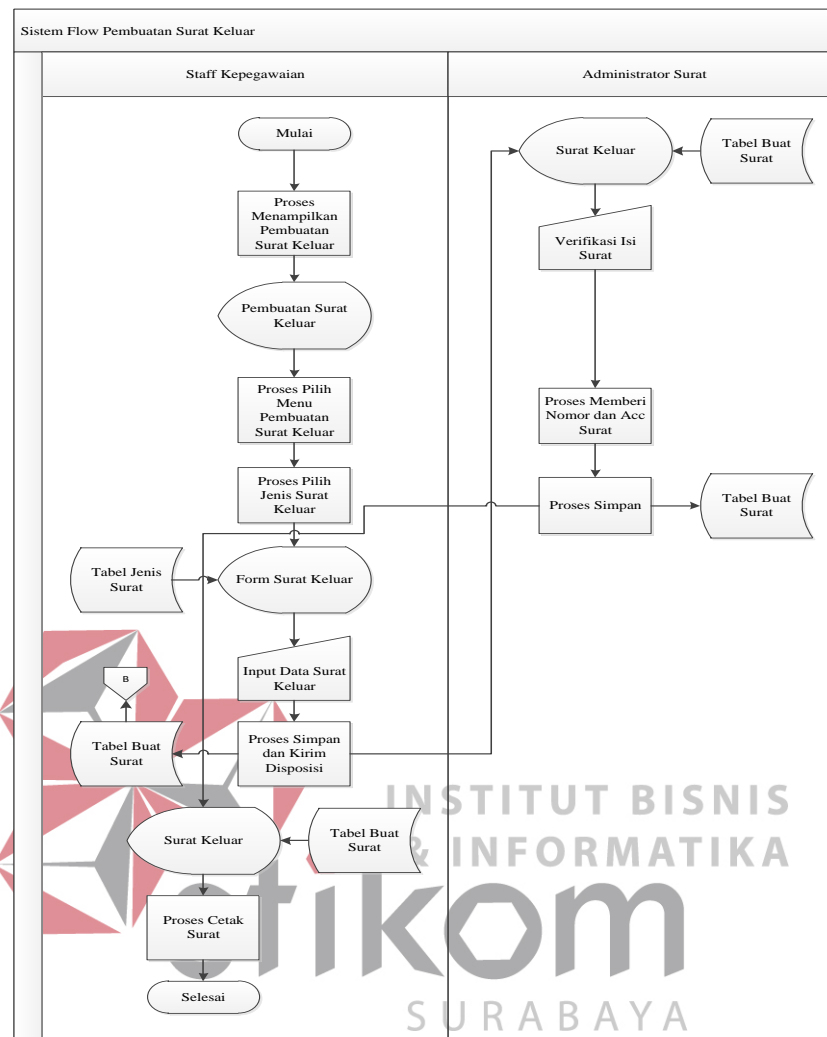 Sistem Flow Pembuatan Surat Keluar
Staff Kepegawaian
Administrator Surat
Mulai
Proses
Menampilkan
Pembuatan
Surat Keluar
Pembuatan Surat
Keluar
Proses Pilih
Menu
Pembuatan
Surat Keluar
Proses Pilih
Jenis Surat
Keluar
Tabel Jenis
Surat
Form Surat Keluar
Input Data Surat
Keluar
B
Tabel Buat
Surat
Proses Simpan
dan Kirim
Disposisi
Surat Keluar
Tabel Buat
Surat
Proses Cetak
Surat
Selesai
Surat Keluar
Tabel Buat
Surat
Verifikasi Isi
Surat
Proses Memberi
Nomor dan Acc
Surat
Proses Simpan
Tabel Buat
Surat
INSTITUT BISNIS
& INFORMATIKA
stikom
SURABAYA